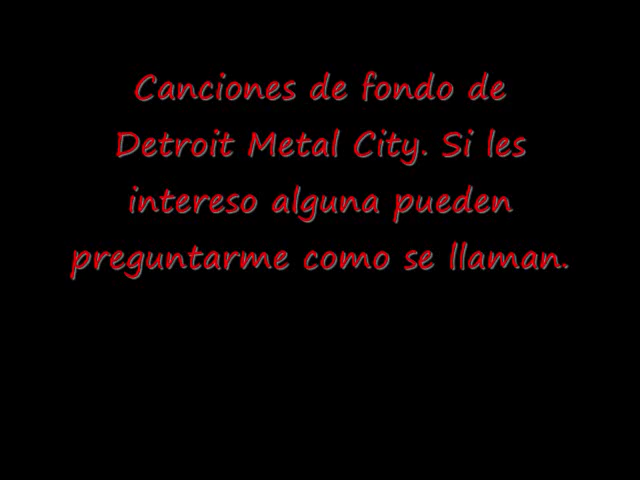 Canciones de fondo de
Detroit Metal City. Si les
intereso alguna pueden
preguntarme como se llaman.